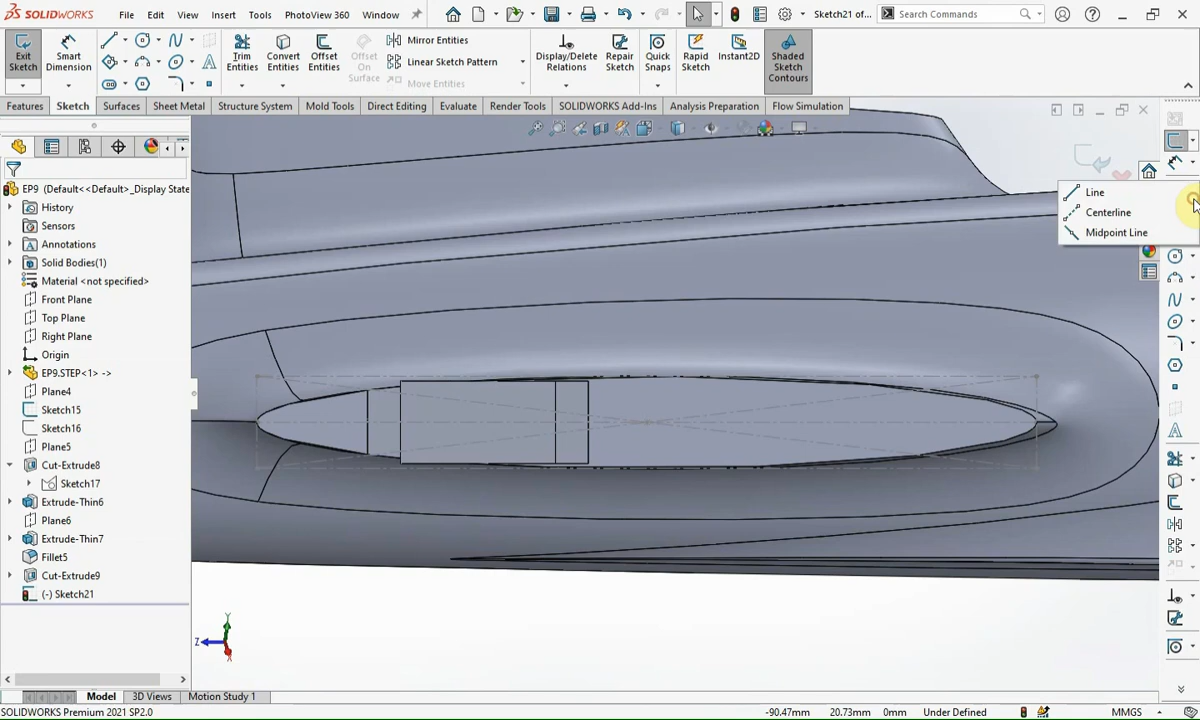 SOLIDWORKS
File
Edit
View
Insert
Tools
PhotoView 360
Window
Sketch21 of...
Search Commands
Exit Sketch
Smart Dimension
Trim Entities
Convert Entities
Offset Entities
Offset On Surface
Mirror Entities
Linear Sketch Pattern
Move Entities
Display/Delete Relations
Repair Sketch
Quick Snaps
Rapid Sketch
Instant2D
Shaded Sketch Contours
Features
Sketch
Surfaces
Sheet Metal
Structure System
Mold Tools
Direct Editing
Evaluate
Render Tools
SOLIDWORKS Add-Ins
Analysis Preparation
Flow Simulation
EP9 (Default<<Default>_Display State
History
Sensors
Annotations
Solid Bodies(1)
Material <not specified>
Front Plane
Top Plane
Right Plane
Origin
EP9.STEP<1> ->
Plane4
Sketch15
Sketch16
Plane5
Cut-Extrude8
Sketch17
Extrude-Thin6
Plane6
Extrude-Thin7
Fillet5
Cut-Extrude9
(-) Sketch21
Line
Centerline
Midpoint Line
Y
Z
X
Model
3D Views
Motion Study 1
SOLIDWORKS Premium 2021 SP2.0
-90.47mm
20.73mm
0mm
Under Defined
MMGS